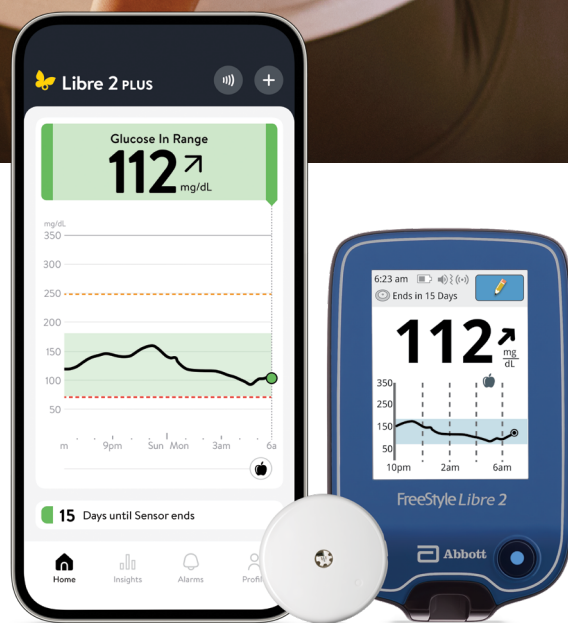 Libre 2 PLUS
Glucose In Range
112
mg/dL
mg/dL
350
300
250
200
150
100
50
m 9pm Sun Mon 3am 6a
15 Days until Sensor ends
Home Insights Alarms Profil
6:23 am
Ends in 15 Days
112
mg
dL
350
250
150
50
10pm 2am 6am
FreeStyle Libre 2
Abbott